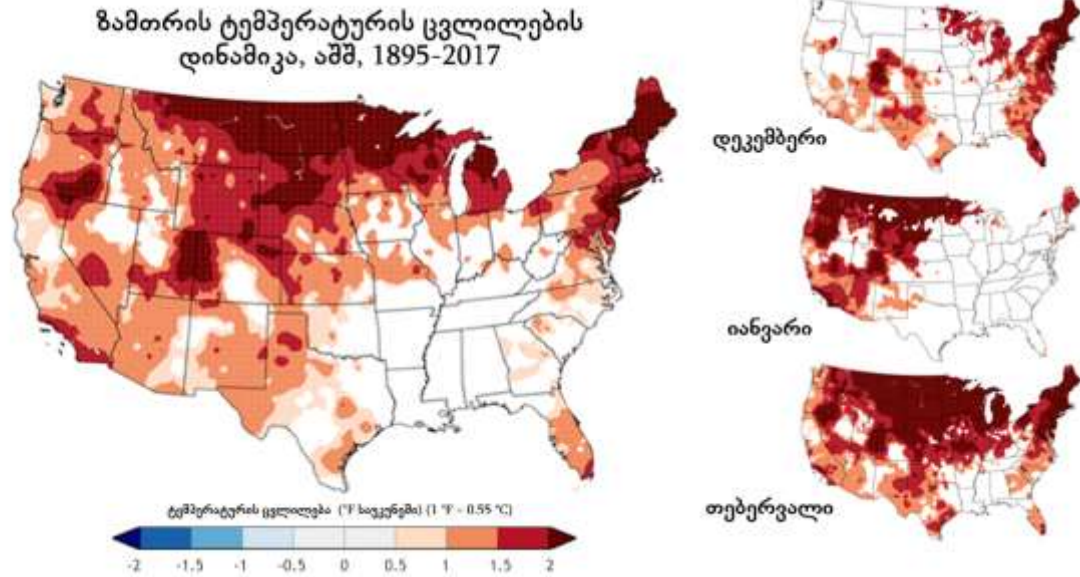 ზამთრის ტემპერატურის ცვლილების
დინამიკა, აშშ, 1895-2017
დეკემბერი
იანვარი
თებერვალი
ტემპერატურის ცვლილება (°F საუკუნეში) (1 °F - 0.55 °C)
-2 -1.5 -1 -0.5 0 0.5 1 1.5 2